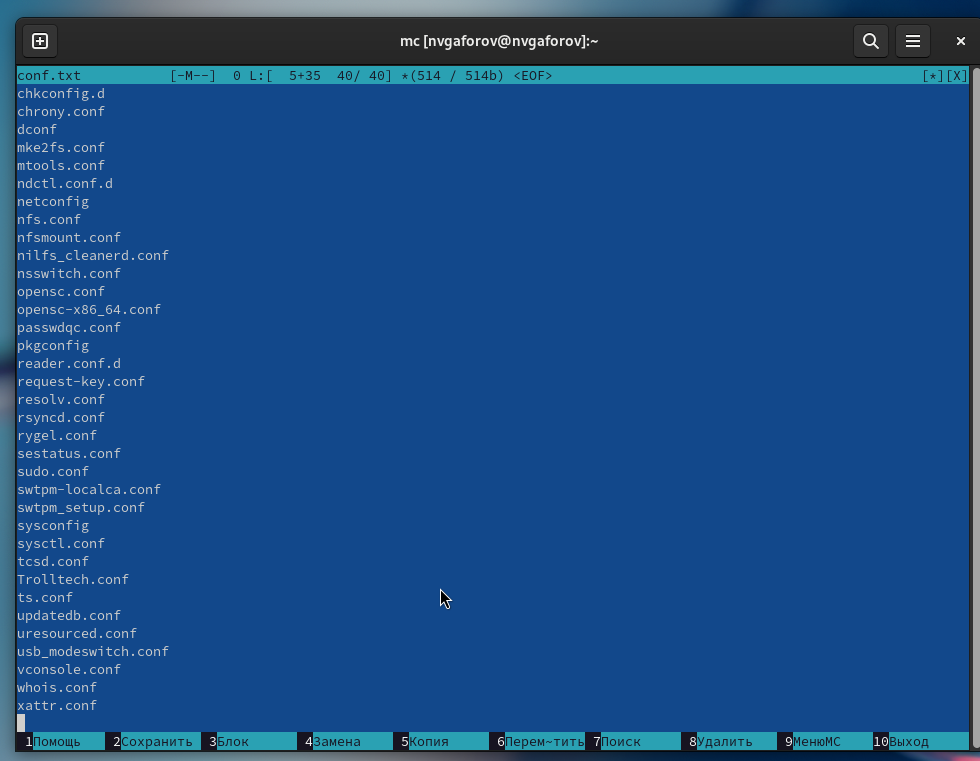 mc [nvgaforov@nvgaforov]:~
conf.txt [-M--] 0 L:[ 5+35 40/ 40] *(514 / 514b) <EOF> [*][X]
chkconfig.d
chrony.conf
dconf
mke2fs.conf
mtools.conf
ndctl.conf.d
netconfig
nfs.conf
nfsmount.conf
nilfs_cleanerd.conf
nsswitch.conf
opensc.conf
opensc-x86_64.conf
passwdqc.conf
pkgconfig
reader.conf.d
request-key.conf
resolv.conf
rsyncd.conf
rygel.conf
sestatus.conf
sudo.conf
swtpm-localca.conf
swtpm_setup.conf
sysconfig
sysctl.conf
tcsd.conf
Trolltech.conf
ts.conf
updatedb.conf
uresourced.conf
usb_modeswitch.conf
vconsole.conf
whois.conf
xattr.conf
1Помощь 2Сохранить 3Блок 4Замена 5Копия 6Перем~тить 7Поиск 8Удалить 9МенюMC 10Выход